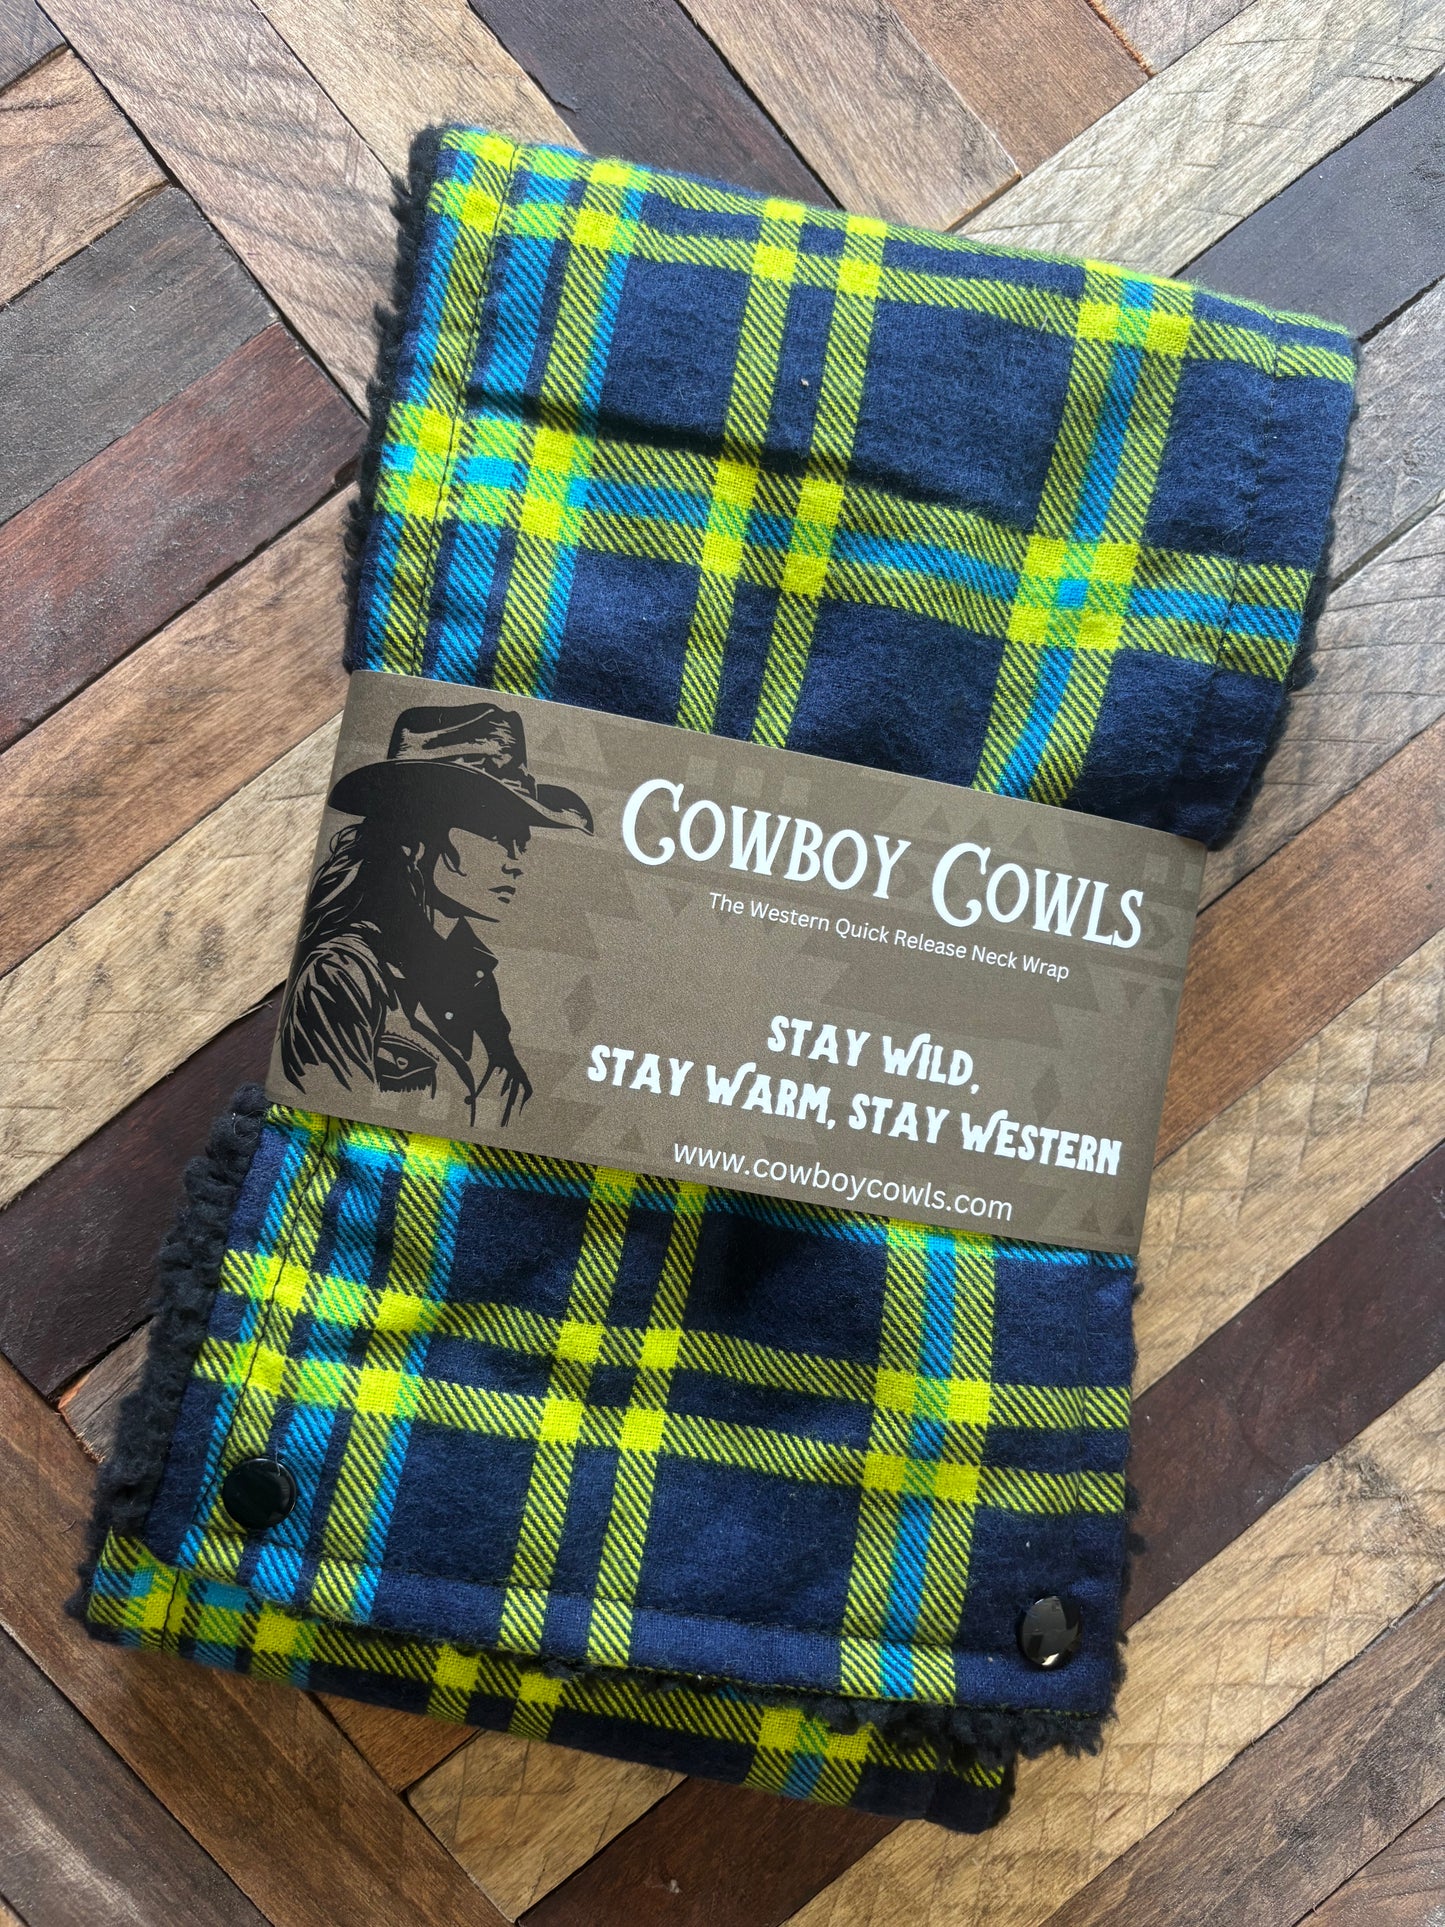 COWBOY COWLS
The Western Quick Release Neck Wrap
STAY WILD,
STAY WARM, STAY WESTERN
www.cowboycowls.com